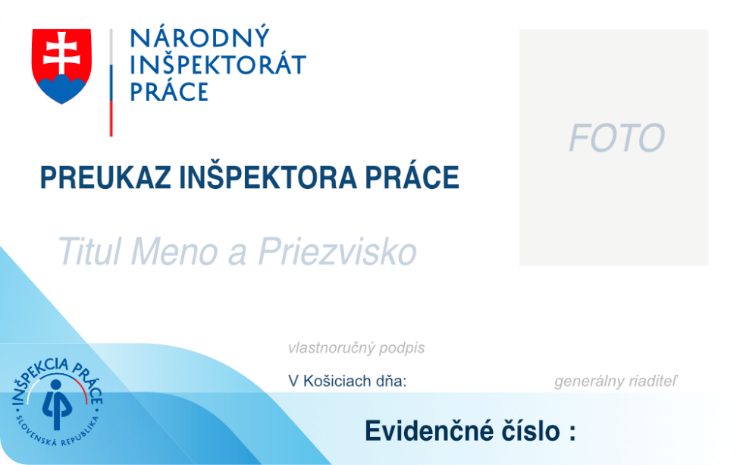 NÁRODNÝ
INŠPEKTORÁT
PRÁCE
FOTO
PREUKAZ INŠPEKTORA PRÁCE
Titul Meno a Priezvisko
vlastnoručný podpis
V Košiciach dňa:
generálny riaditeľ
INŠPEKCIA PRÁCE
SLOVENSKÁ REPUBLIKA
Evidenčné číslo :